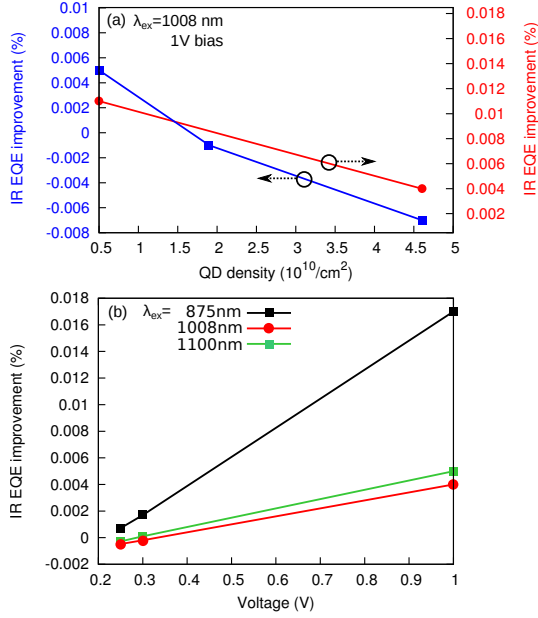 (a) λex=1008 nm
1V bias
IR EQE improvement (%)
0.01
0.008
0.006
0.004
0.002
0
-0.002
-0.004
-0.006
-0.008
0.018
0.016
0.014
0.012
0.01
0.008
0.006
0.004
0.002
IR EQE improvement (%)
0.5 1 1.5 2 2.5 3 3.5 4 4.5 5
QD density (10^10/cm^2)
(b) λex= 875nm
1008nm
1100nm
IR EQE improvement (%)
0.018
0.016
0.014
0.012
0.01
0.008
0.006
0.004
0.002
0
-0.002
0.2 0.3 0.4 0.5 0.6 0.7 0.8 0.9 1
Voltage (V)